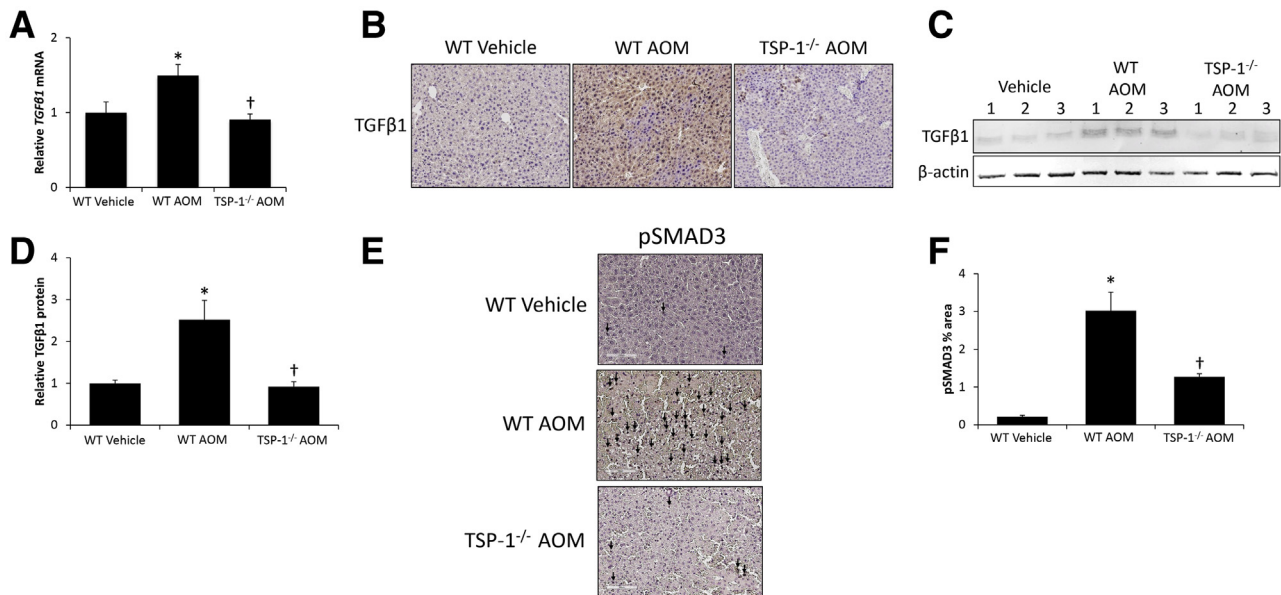 A
Relative TGFβ1 mRNA
2
1
0
*
†
WT Vehicle WT AOM TSP-1-/- AOM
B
WT Vehicle WT AOM TSP-1-/- AOM
TGFβ1
C
Vehicle WT AOM TSP-1-/- AOM
1 2 3 1 2 3 1 2 3
TGFβ1
β-actin
D
Relative TGFβ1 protein
4
3
2
1
0
*
†
WT Vehicle WT AOM TSP-1-/- AOM
E
pSMAD3
WT Vehicle
WT AOM
TSP-1-/- AOM
F
pSMAD3 % area
4
3
2
1
0
*
†
WT Vehicle WT AOM TSP-1-/- AOM